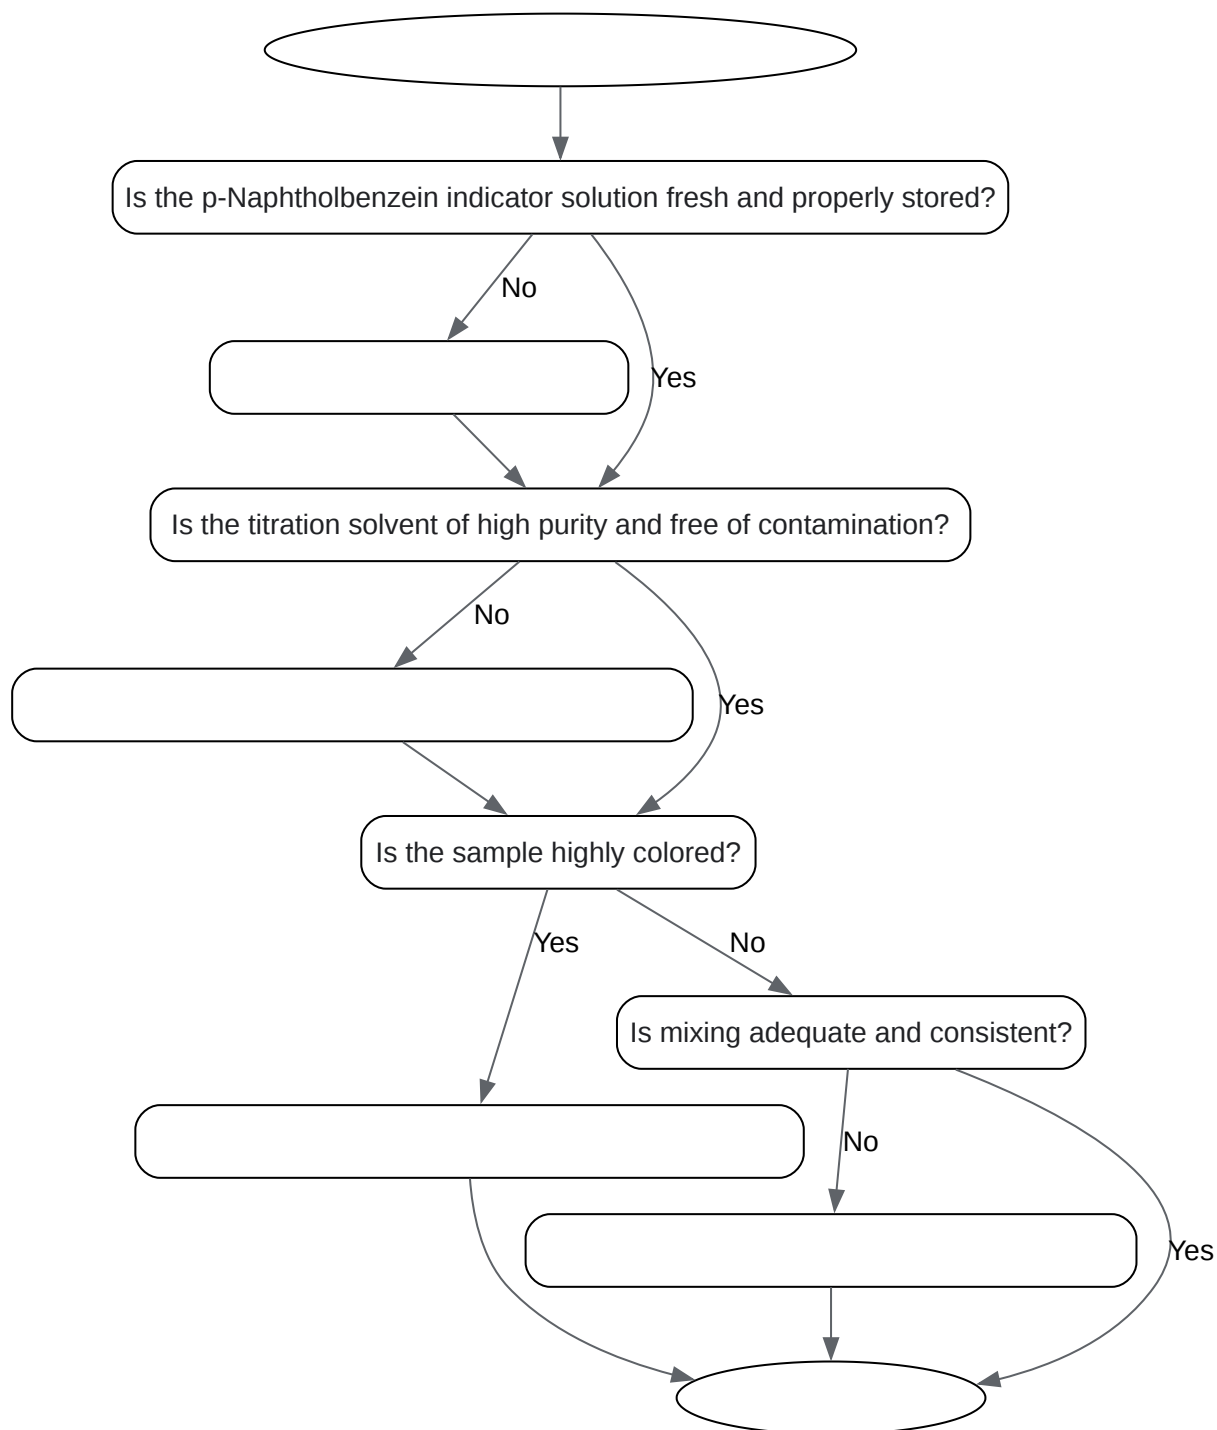 Is the p-Naphtholbenzein indicator solution fresh and properly stored?
No
Yes
Is the titration solvent of high purity and free of contamination?
No
Yes
Is the sample highly colored?
Yes
No
Is mixing adequate and consistent?
No
Yes